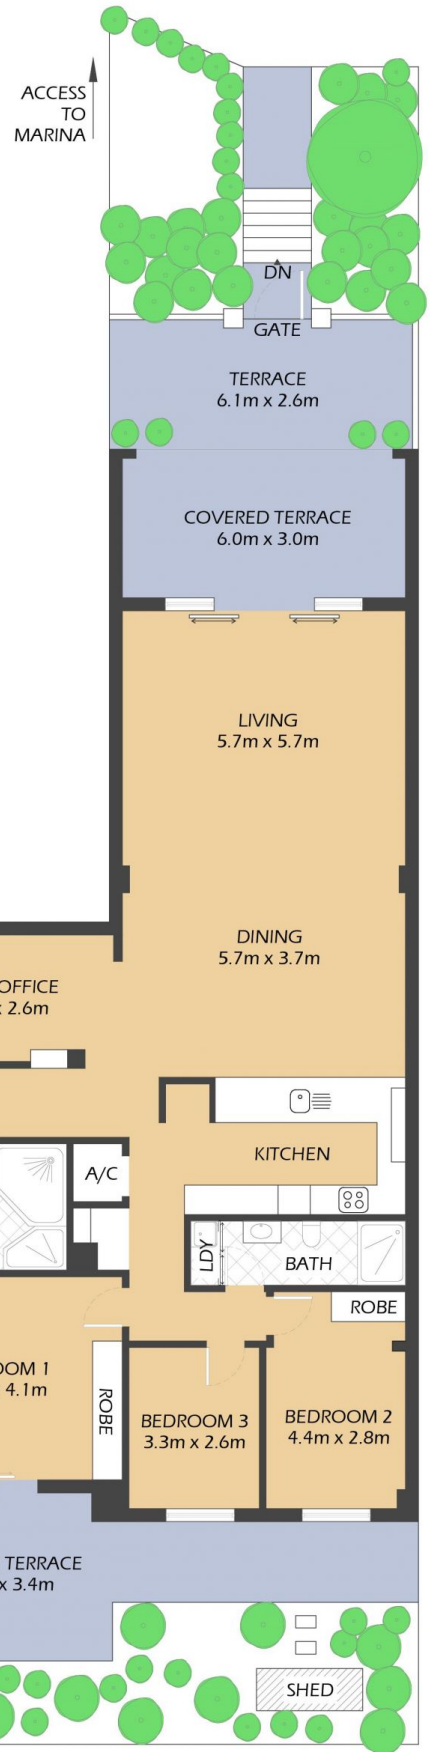 ACCESS
TO
MARINA
DN
GATE
TERRACE
6.1m x 2.6m
COVERED TERRACE
6.0m x 3.0m
LIVING
5.7m x 5.7m
DINING
5.7m x 3.7m
OFFICE
x 2.6m
KITCHEN
A/C
LDY
BATH
ROBE
OOM 1
4.1m
ROBE
BEDROOM 3
3.3m x 2.6m
BEDROOM 2
4.4m x 2.8m
TERRACE
x 3.4m
SHED